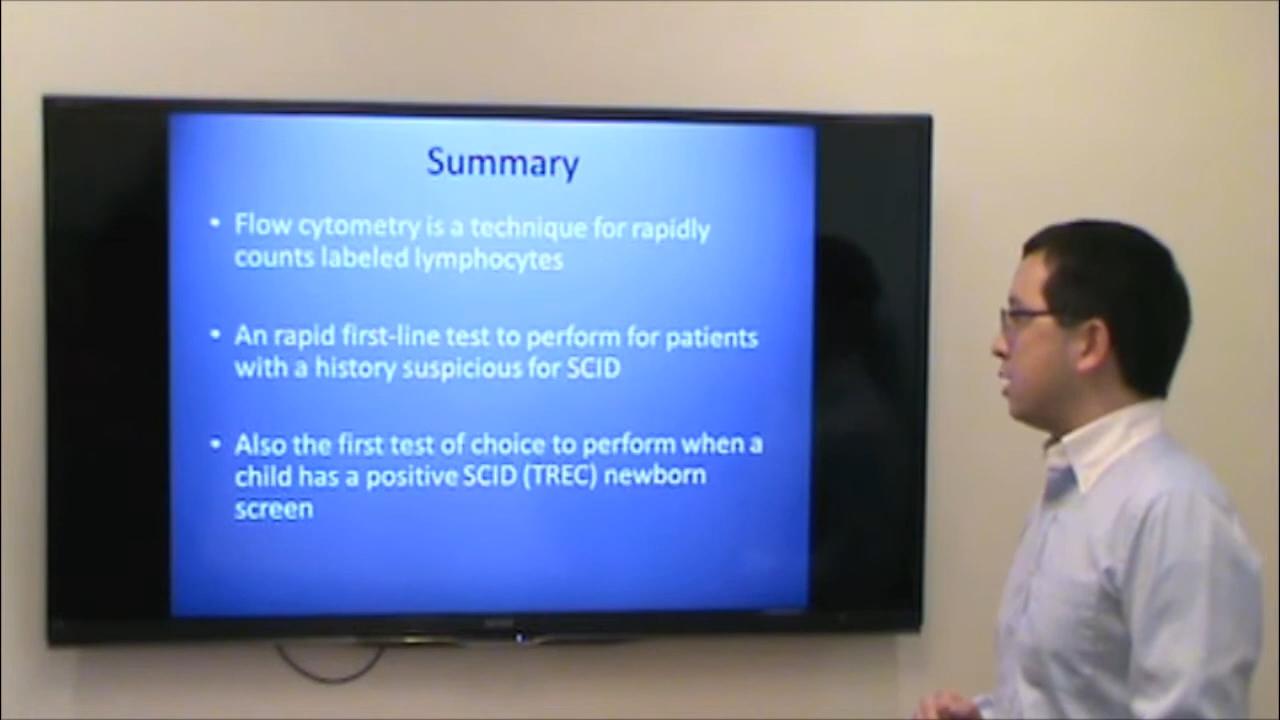 Summary
• Flow cytometry is a technique for rapidly
counts labeled lymphocytes
• An rapid first-line test to perform for patients
with a history suspicious for SCID
• Also the first test of choice to perform when a
child has a positive SCID (TREC) newborn
screen